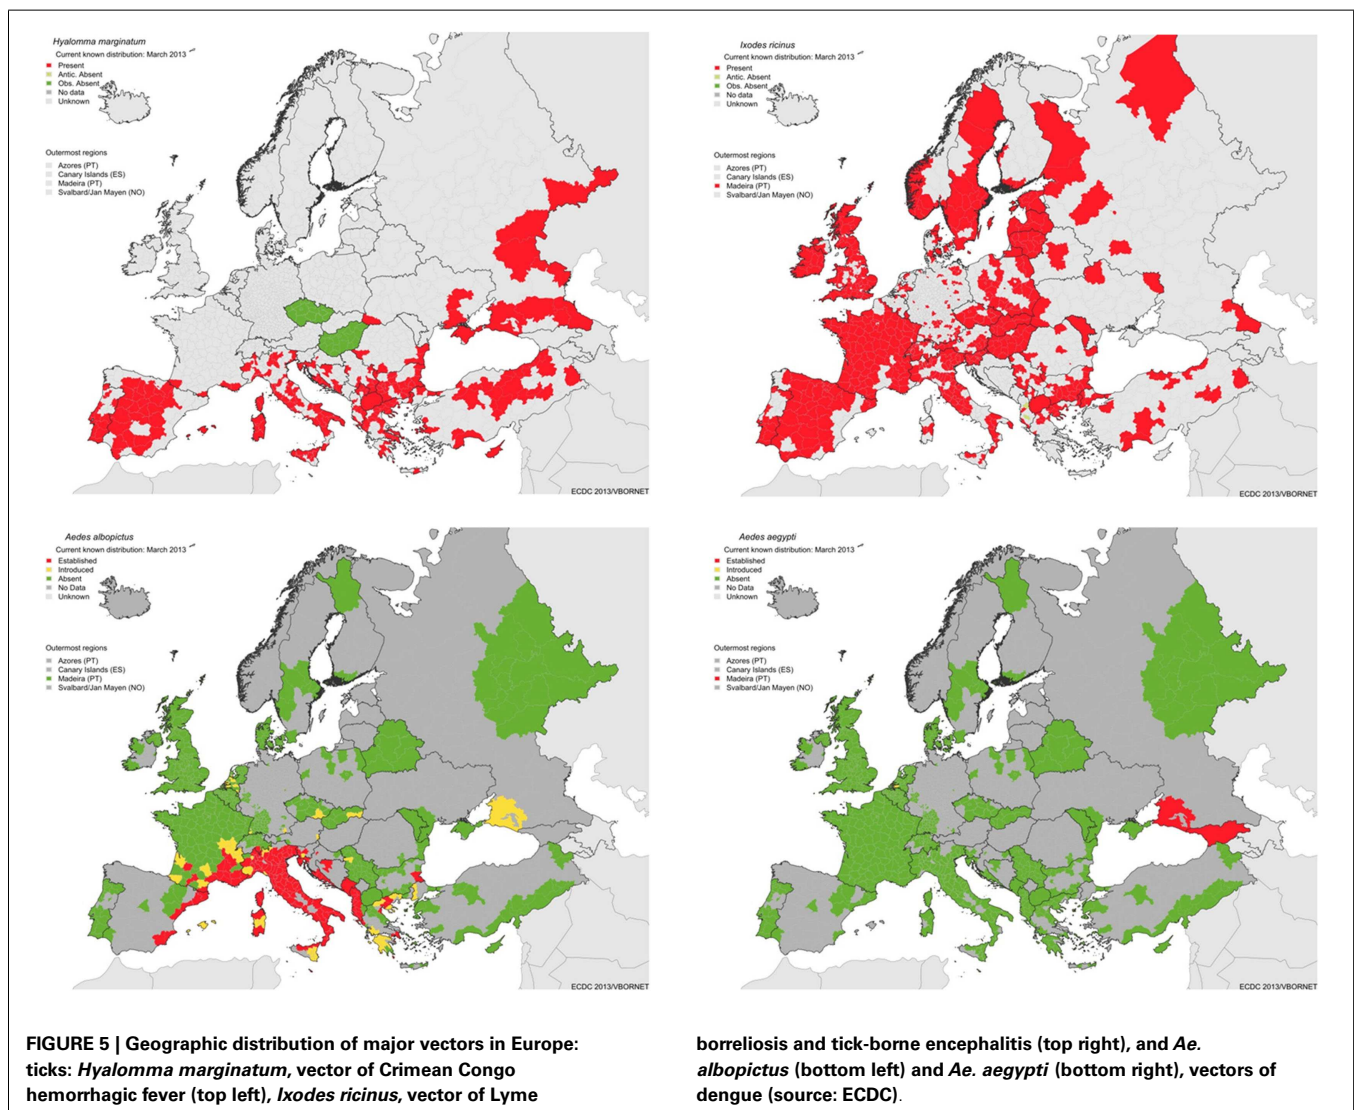 Hyalomma marginatum
Current known distribution: March 2013
Present
Antic. Absent
Obs. Absent
No data
Unknown
Outermost regions
Azores (PT)
Canary Islands (ES)
Madeira (PT)
Svalbard/Jan Mayen (NO)
ECDC 2013/VBORNET
Ixodes ricinus
Current known distribution: March 2013
Present
Antic. Absent
Obs. Absent
No data
Unknown
Outermost regions
Azores (PT)
Canary Islands (ES)
Madeira (PT)
Svalbard/Jan Mayen (NO)
ECDC 2013/VBORNET
Aedes albopictus
Current known distribution: March 2013
Established
Introduced
Absent
No Data
Unknown
Outermost regions
Azores (PT)
Canary Islands (ES)
Madeira (PT)
Svalbard/Jan Mayen (NO)
ECDC 2013/VBORNET
Aedes aegypti
Current known distribution: March 2013
Established
Introduced
Absent
No Data
Unknown
Outermost regions
Azores (PT)
Canary Islands (ES)
Madeira (PT)
Svalbard/Jan Mayen (NO)
ECDC 2013/VBORNET
FIGURE 5 | Geographic distribution of major vectors in Europe:
ticks: Hyalomma marginatum, vector of Crimean Congo
hemorrhagic fever (top left), Ixodes ricinus, vector of Lyme
borreliosis and tick-borne encephalitis (top right), and Ae.
albopictus (bottom left) and Ae. aegypti (bottom right), vectors of
dengue (source: ECDC).